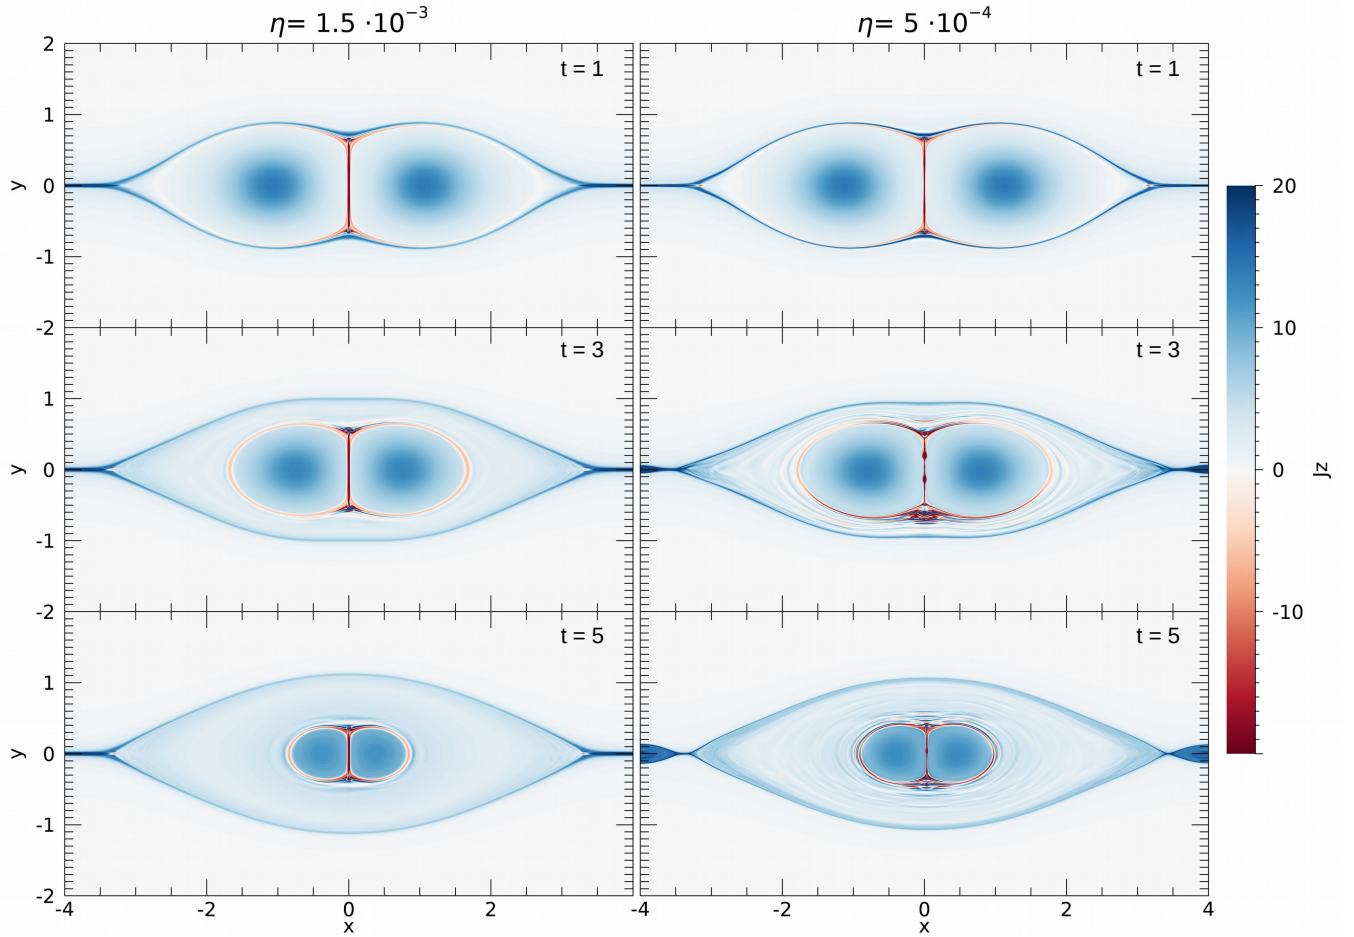 η= 1.5 ·10⁻³ η= 5 ·10⁻⁴
2 t = 1 t = 1
1
y 0 20
-1
-2 10
t = 3 t = 3
1
y 0 0 Jz
-1
-2 -10
t = 5 t = 5
1
y 0
-1
-2
-4 -2 0 2 -4 -2 0 2 4
x x